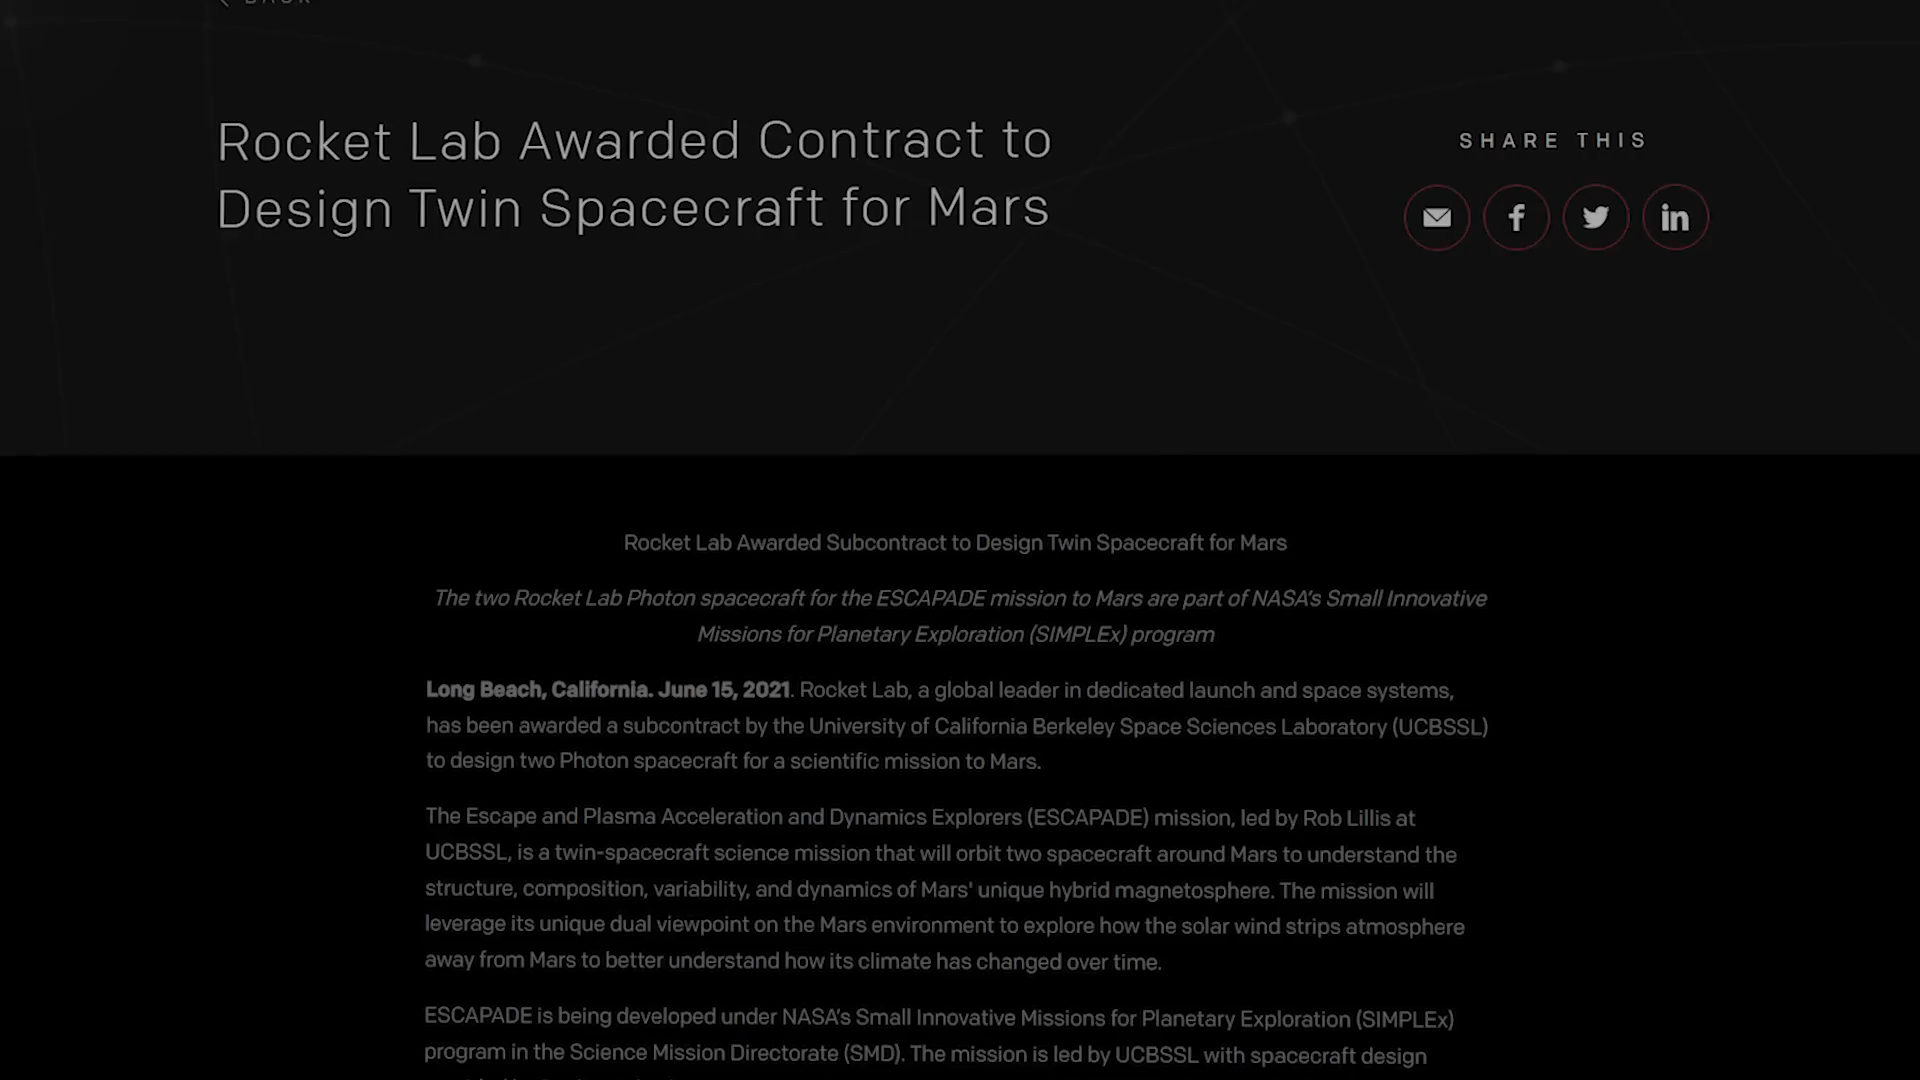 BACK
Rocket Lab Awarded Contract to
Design Twin Spacecraft for Mars
SHARE THIS
Rocket Lab Awarded Subcontract to Design Twin Spacecraft for Mars
The two Rocket Lab Photon spacecraft for the ESCAPADE mission to Mars are part of NASA's Small Innovative
Missions for Planetary Exploration (SIMPLEx) program
Long Beach, California. June 15, 2021. Rocket Lab, a global leader in dedicated launch and space systems,
has been awarded a subcontract by the University of California Berkeley Space Sciences Laboratory (UCBSSL)
to design two Photon spacecraft for a scientific mission to Mars.
The Escape and Plasma Acceleration and Dynamics Explorers (ESCAPADE) mission, led by Rob Lillis at
UCBSSL, is a twin-spacecraft science mission that will orbit two spacecraft around Mars to understand the
structure, composition, variability, and dynamics of Mars' unique hybrid magnetosphere. The mission will
leverage its unique dual viewpoint on the Mars environment to explore how the solar wind strips atmosphere
away from Mars to better understand how its climate has changed over time.
ESCAPADE is being developed under NASA's Small Innovative Missions for Planetary Exploration (SIMPLEx)
program in the Science Mission Directorate (SMD). The mission is led by UCBSSL with spacecraft design